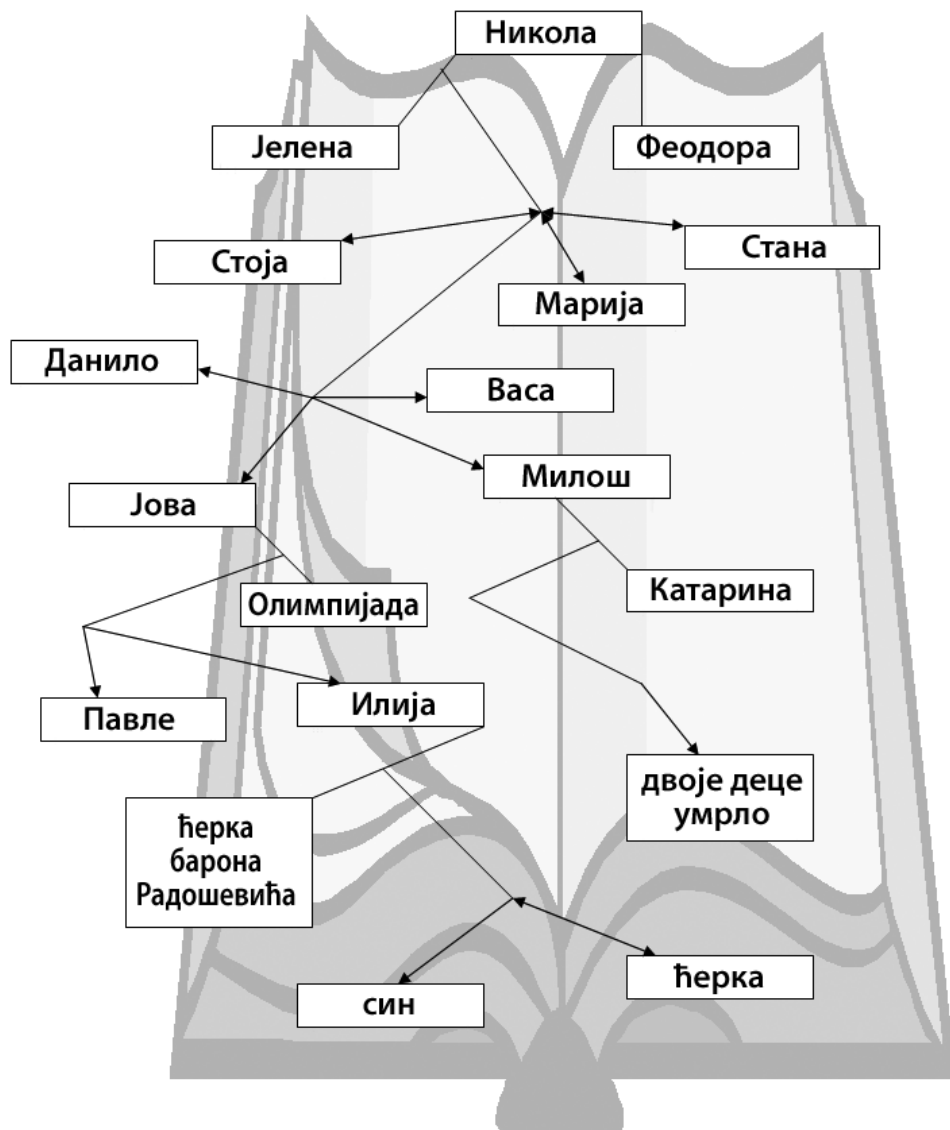 Никола
Јелена
Феодора
Стоја
Стана
Марија
Данило
Васа
Милош
Јова
Олимпијада
Катарина
Павле
Илија
двоје деце
умрло
ћерка
барона
Радошевића
син
ћерка